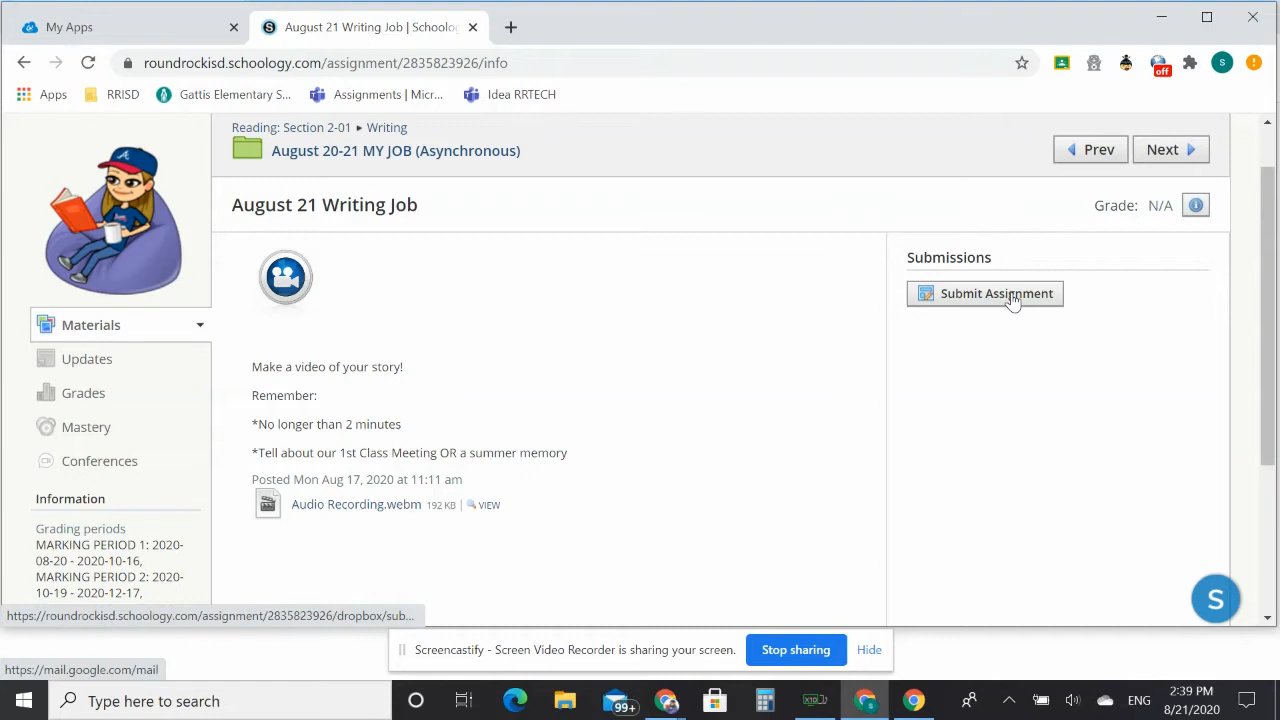 My Apps
August 21 Writing Job | Schoolog
roundrockisd.schoology.com/assignment/2835823926/info
S
off
Apps
RRISD
Gattis Elementary S...
Assignments | Micr...
Idea RRTECH
Reading: Section 2-01 ▸ Writing
August 20-21 MY JOB (Asynchronous)
Prev
Next
August 21 Writing Job
Grade: N/A
Submissions
Submit Assignment
Materials
Updates
Grades
Mastery
Conferences
Information
Grading periods
MARKING PERIOD 1: 2020-
08-20 - 2020-10-16,
MARKING PERIOD 2: 2020-
10-19 - 2020-12-17,
Make a video of your story!
Remember:
*No longer than 2 minutes
*Tell about our 1st Class Meeting OR a summer memory
Posted Mon Aug 17, 2020 at 11:11 am
Audio Recording.webm 192 KB | VIEW
S
https://roundrockisd.schoology.com/assignment/2835823926/dropbox/sub...
Screencastify - Screen Video Recorder is sharing your screen.
Stop sharing
Hide
https://mail.google.com/mail
Type here to search
99+
ENG
2:39 PM
8/21/2020